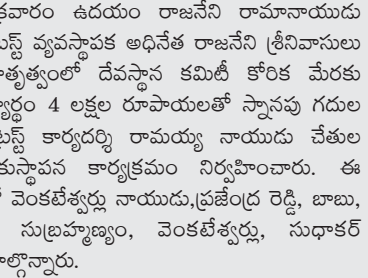 క్రవారం ఉదయం రాజనేని రామానాయుడు
స్ట్ వ్యవస్థాపక అధినేత రాజనేని శ్రీనివాసులు
తృత్వంలో దేవస్థాన కమిటీ కోరిక మేరకు
్యార్థం 4 లక్షల రూపాయలతో స్నానపు గదుల
ట్రస్ట్ కార్యదర్శి రామయ్య నాయుడు చేతుల
కుస్థాపన కార్యక్రమం నిర్వహించారు. ఈ
వెంకటేశ్వర్లు నాయుడు,ప్రజేంద్ర రెడ్డి, బాబు,
సుబ్రహ్మణ్యం, వెంకటేశ్వర్లు, సుధాకర్
ల్గొన్నారు.